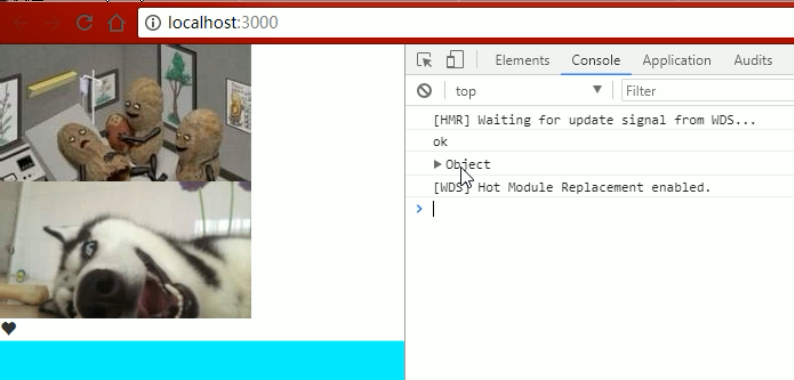 localhost:3000
Elements Console Application Audits
top Filter
[HMR] Waiting for update signal from WDS...
ok
Object
[WDS] Hot Module Replacement enabled.